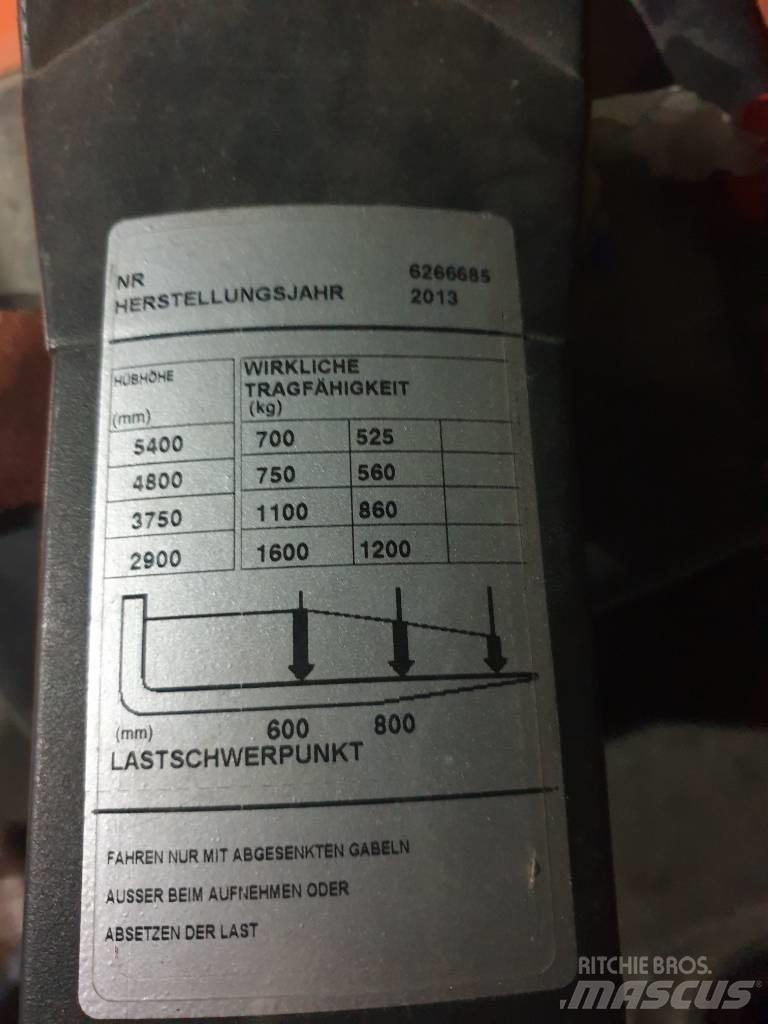 NR 6266685
HERSTELLUNGSJAHR 2013
HÜBHÖHE
(mm)
WIRKLICHE
TRAGFÄHIGKEIT
(kg)
5400 700 525
4800 750 560
3750 1100 860
2900 1600 1200
(mm) 600 800
LASTSCHWERPUNKT
FAHREN NUR MIT ABGESENKTEN GABELN
AUSSER BEIM AUFNEHMEN ODER
ABSETZEN DER LAST
RITCHIE BROS.
MASCUS